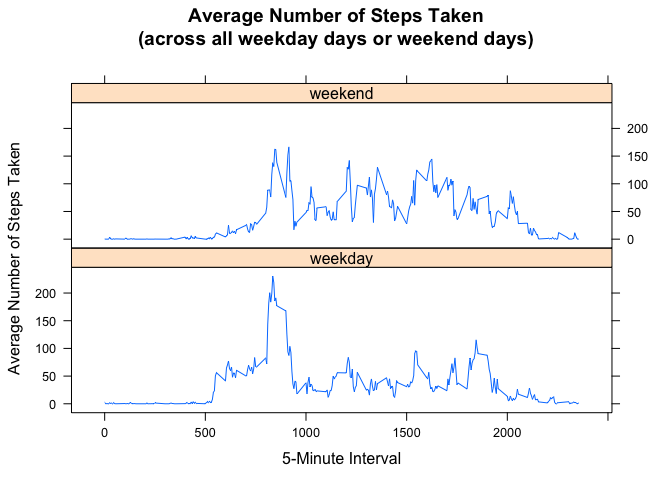 Average Number of Steps Taken
(across all weekday days or weekend days)
weekend
200
150
100
50
0
weekday
200
150
100
50
0
0 500 1000 1500 2000
5-Minute Interval
Average Number of Steps Taken